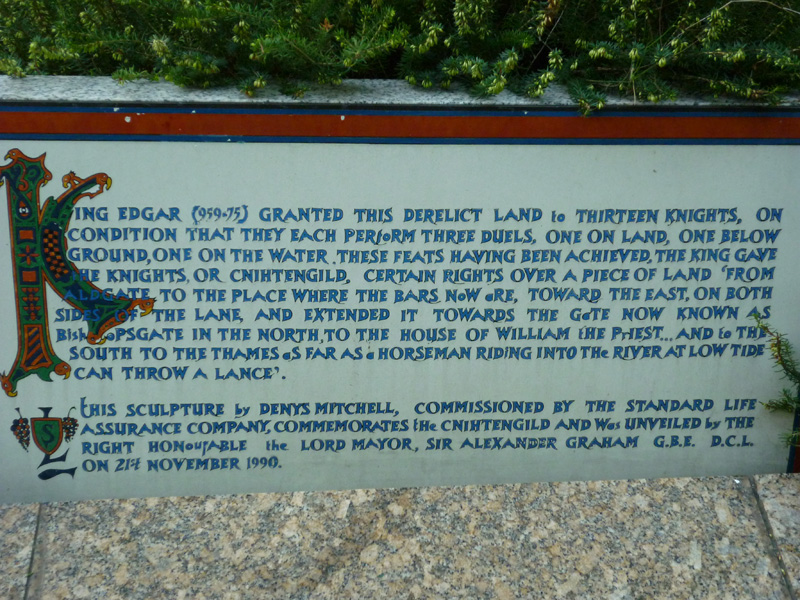 KING EDGAR (959-75) GRANTED THIS DERELICT LAND to THIRTEEN KNIGHTS, ON
CONDITION THAT THEY EACH PERfoRM THREE DUELS, ONE ON LAND, ONE BELOW
GROUND, ONE ON THE WATER. THESE FEATS HAVING BEEN ACHIEVED, THE KING GAVE
THE KNIGHTS, OR CNIHTENGILD, CERTAIN RIGHTS OVER A PIECE OF LAND 'FROM
ALDGATE TO THE PLACE WHERE THE BARS NoW aRE, TOWARD THE EAST, ON BOTH
SIDES OF THE LANE, AND EXTENDED IT TOWARDS THE GaTE NOW KNOWN AS
BIshOPSGATE IN THE NORTH, TO THE HOUSE OF WILLIAM thE PRIEST... AND to THE
SOUTH TO THE THAMES aS FAR AS a HORSEMAN RIDING INTO THe RIVER AT LOW TIDE
CAN THROW A LANCE'.
tHIS SCULPTURE by DENYS MITCHELL, COMMISSIONED BY THE STANDARD LIFE
ASSURANCE COMPANY, COMMEMORATES the CNIHTENGILD AND Was UNVEILED by THE
RIGHT HONouRABLE the LORD MAYOR, SIR ALEXANDER GRAHAM G.B.E. D.C.L.
ON 21st NOVEMBER 1990.
S
L